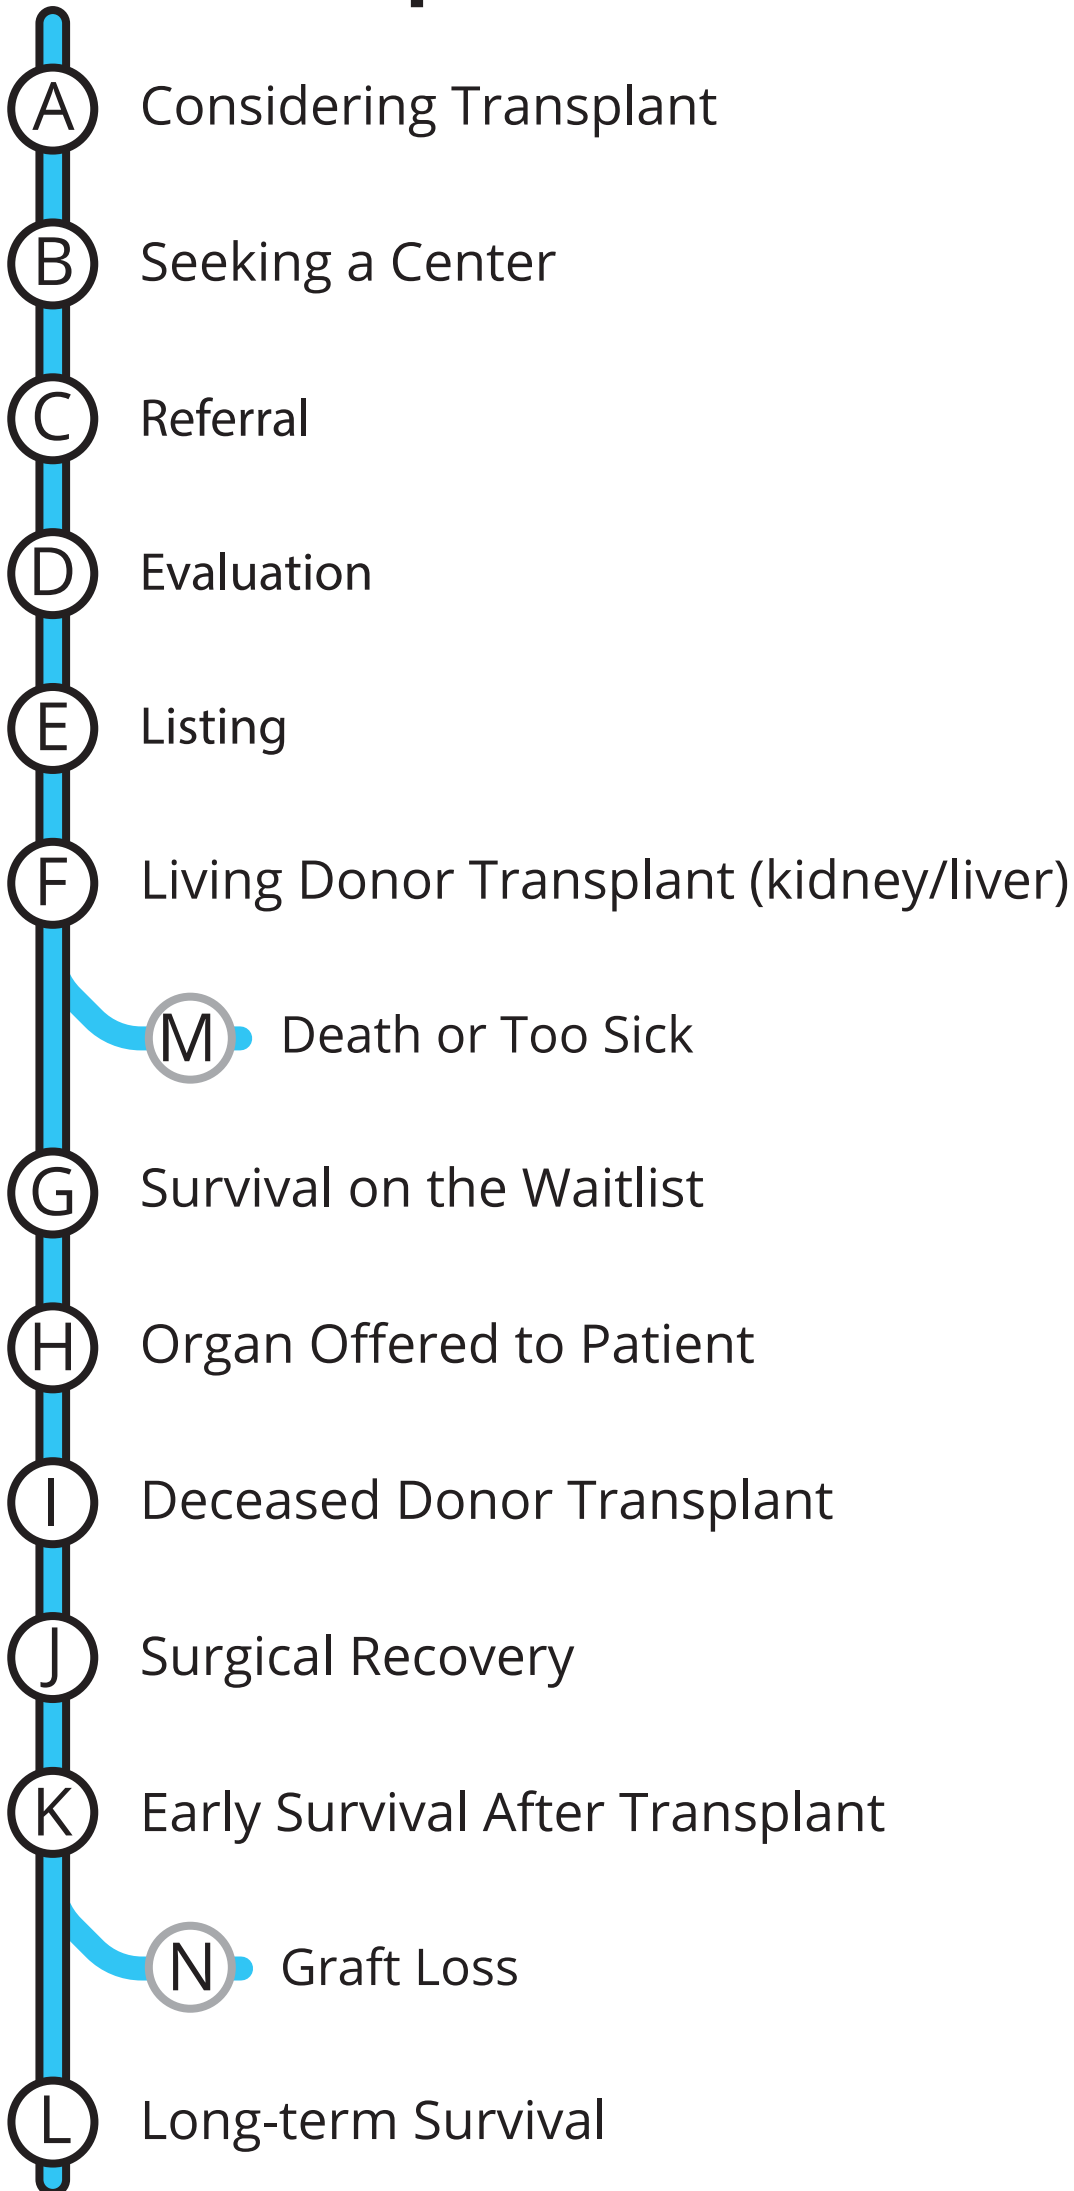 A Considering Transplant
B Seeking a Center
C Referral
D Evaluation
E Listing
F Living Donor Transplant (kidney/liver)
M Death or Too Sick
G Survival on the Waitlist
H Organ Offered to Patient
I Deceased Donor Transplant
J Surgical Recovery
K Early Survival After Transplant
N Graft Loss
L Long-term Survival